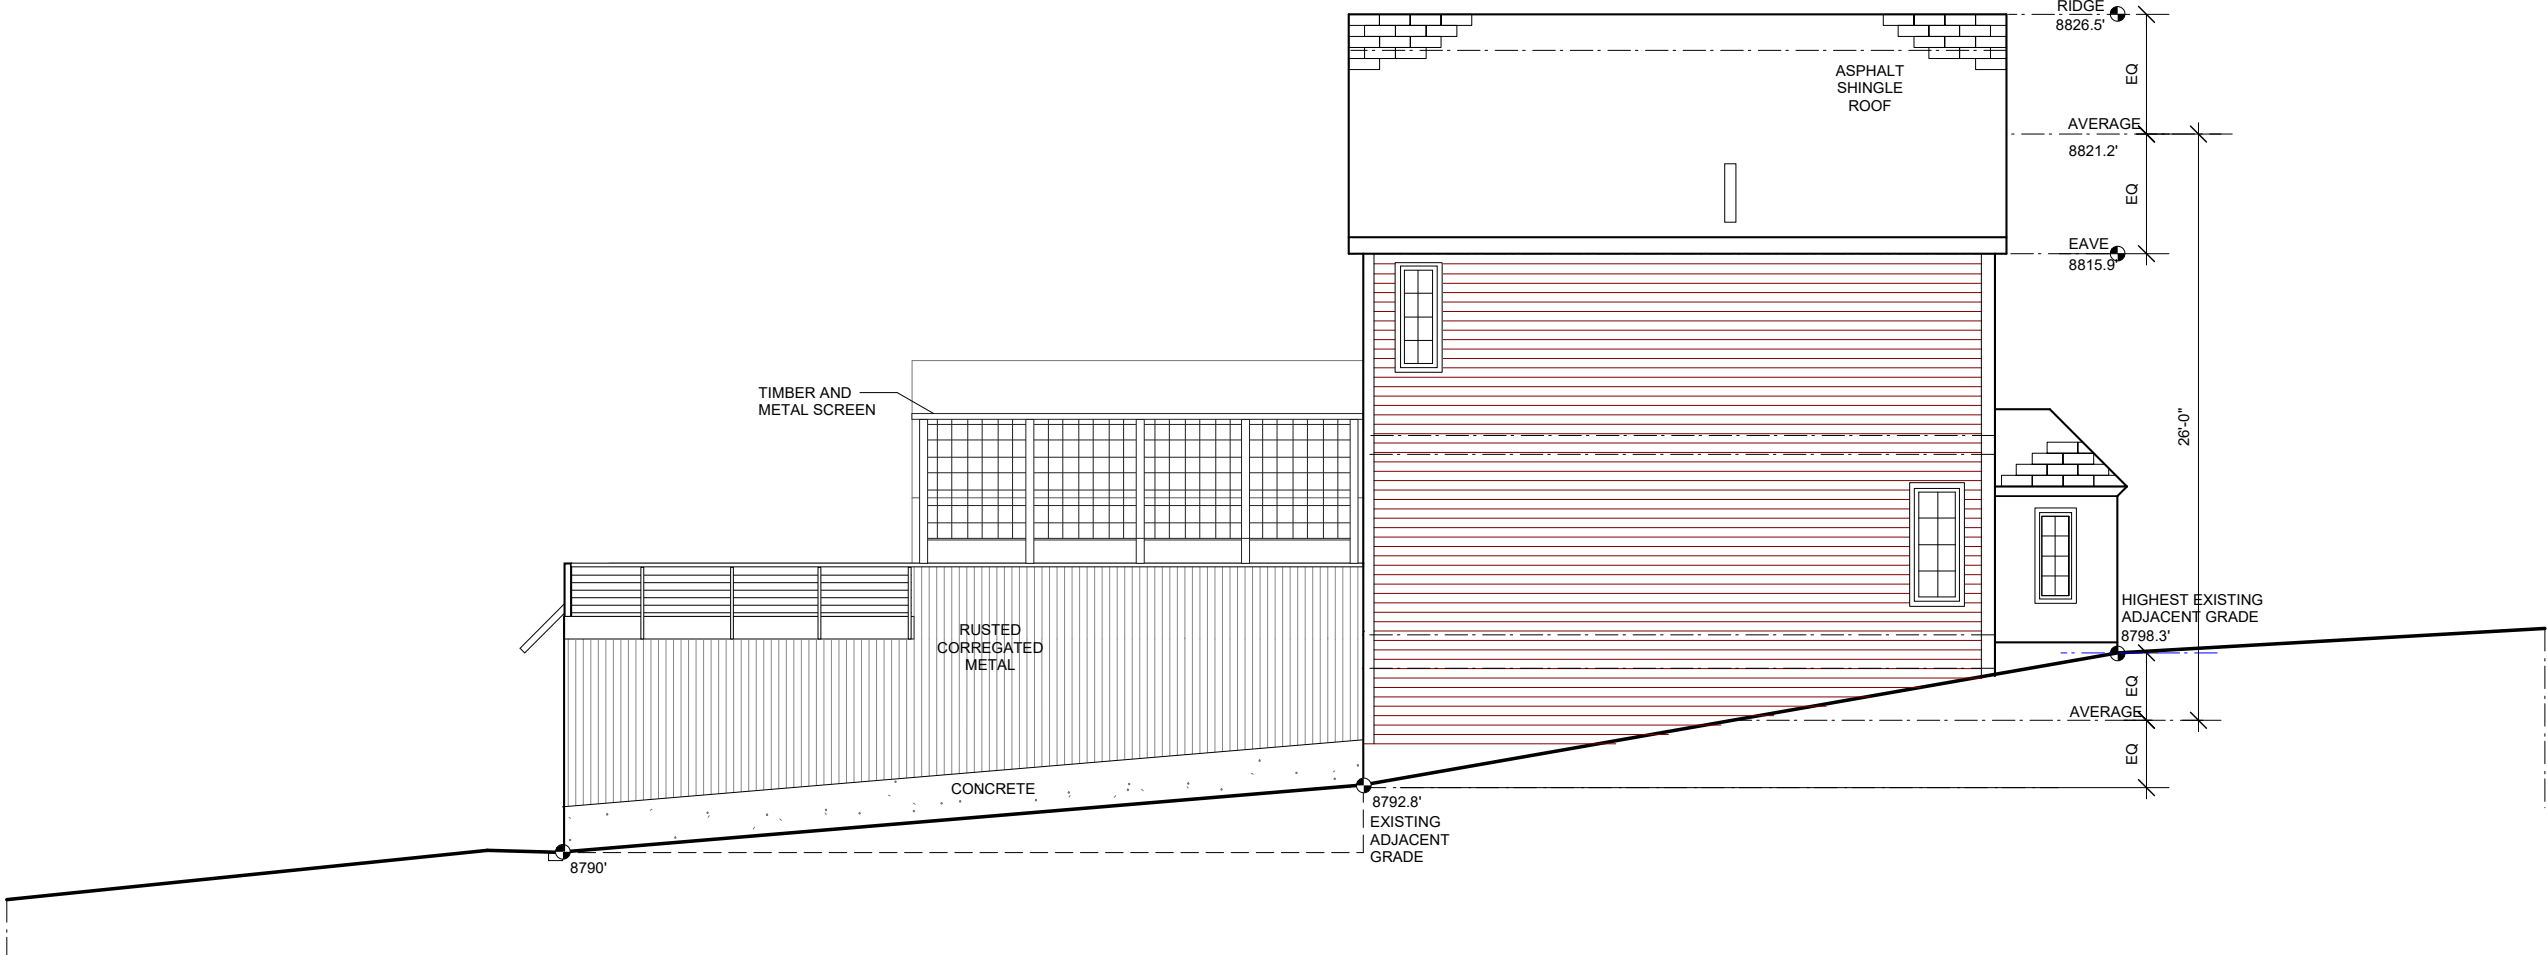 RIDGE
8826.5'
EQ
ASPHALT
SHINGLE
ROOF
AVERAGE
8821.2'
EQ
EAVE
8815.9'
TIMBER AND
METAL SCREEN
26'-0"
HIGHEST EXISTING
ADJACENT GRADE
8798.3'
RUSTED
CORREGATED
METAL
EQ
AVERAGE
EQ
CONCRETE
8792.8'
EXISTING
ADJACENT
GRADE
8790'